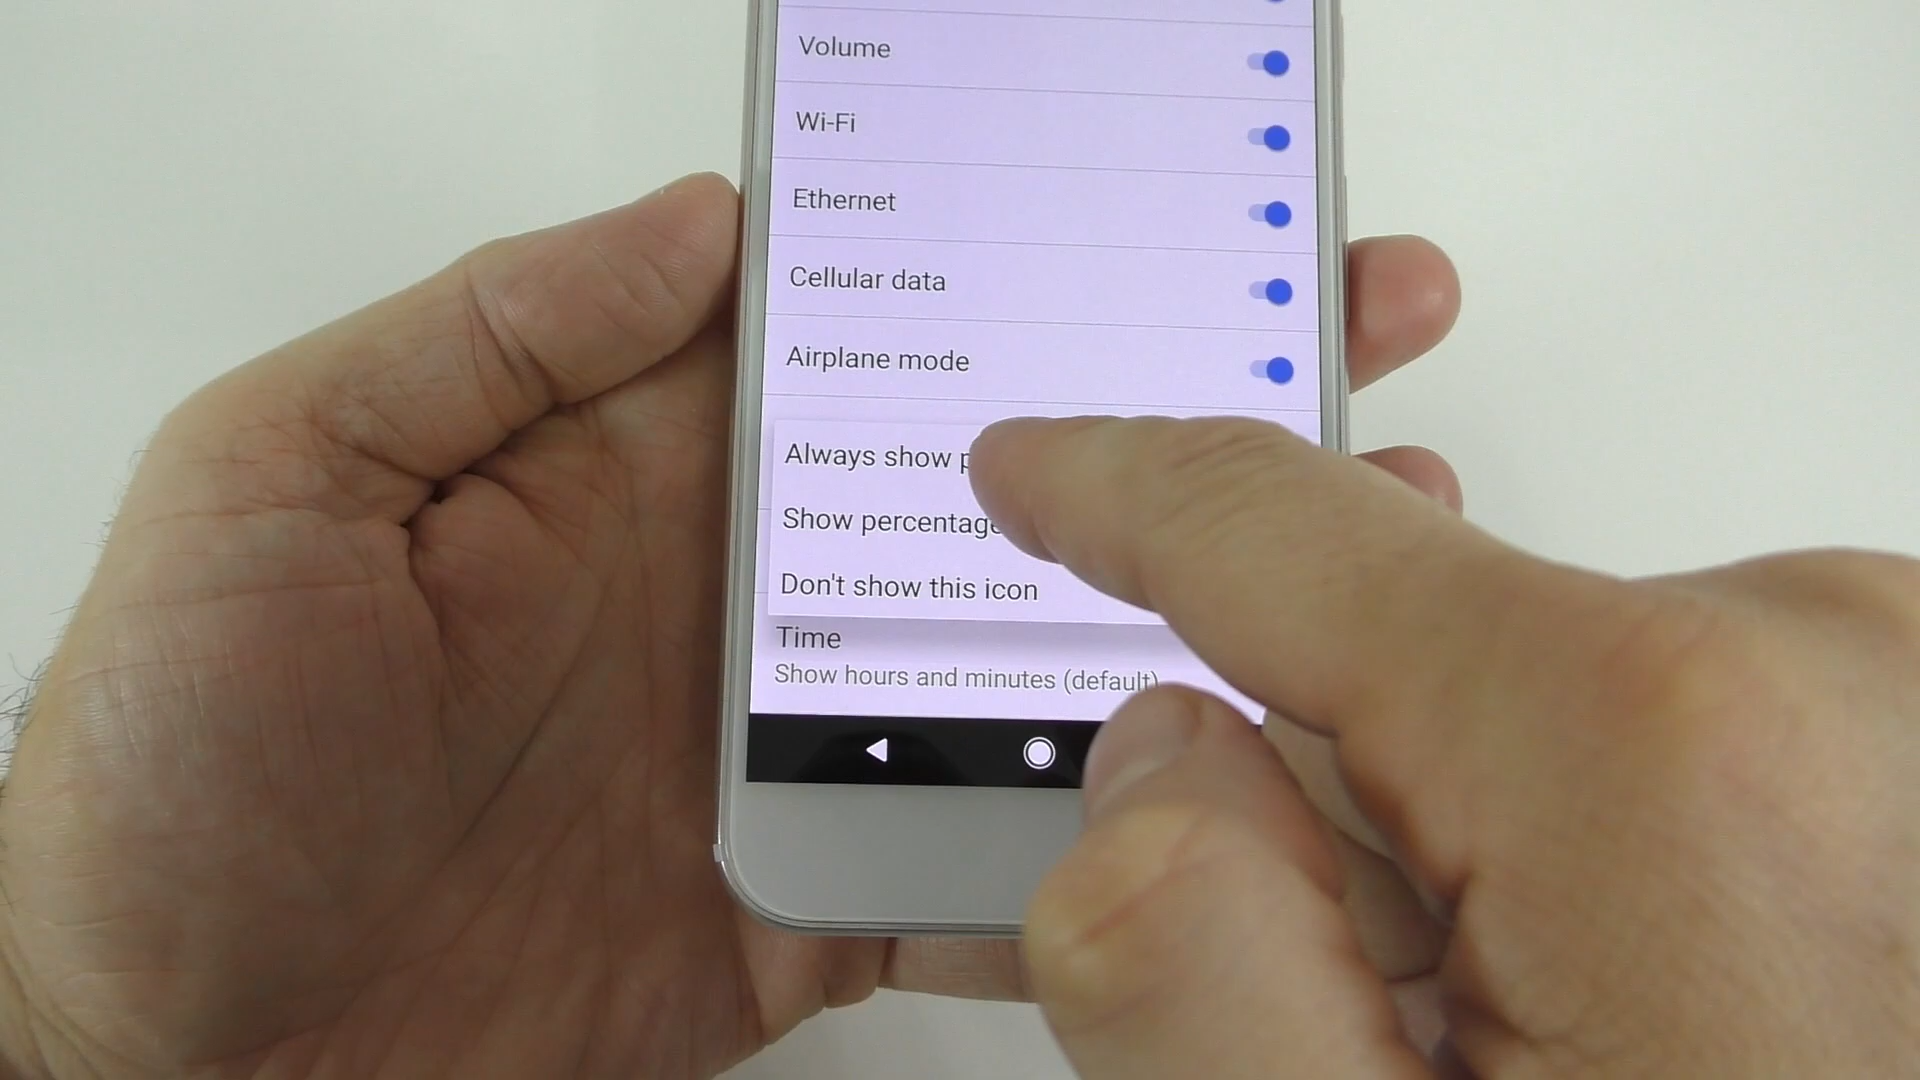 Volume
Wi-Fi
Ethernet
Cellular data
Airplane mode
Always show
Show percentage
Don't show this icon
Time
Show hours and minutes (default)